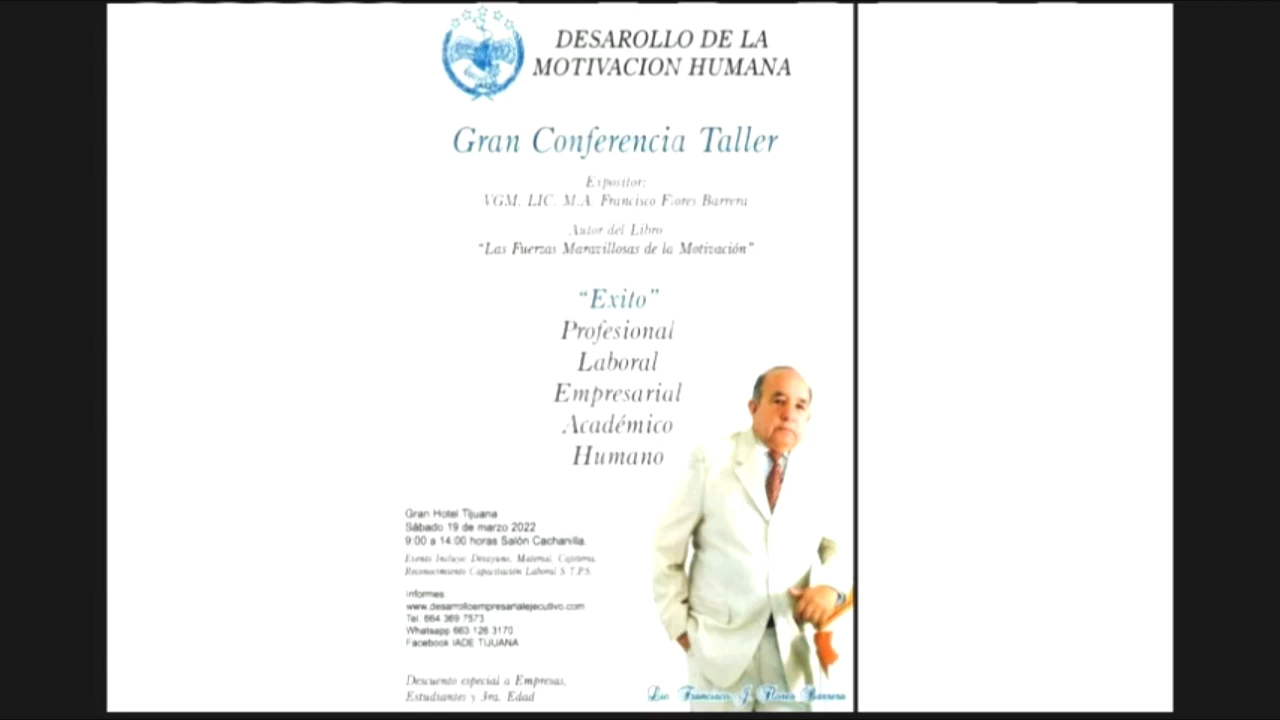 DESAROLLO DE LA
MOTIVACION HUMANA
Gran Conferencia Taller
Expositor:
VGM. LIC. M.A. Francisco Flores Barrera
Autor del Libro
"Las Fuerzas Maravillosas de la Motivación"
"Exito"
Profesional
Laboral
Empresarial
Académico
Humano
Gran Hotel Tijuana
Sábado 19 de marzo 2022
9:00 a 14:00 horas Salón Cachanilla.
Evento Incluye: Desayuno, Material, Cafetería,
Reconocimiento Capacitación Laboral S.T.P.S.
informes
www.desarrolloempresarialejecutivo.com
Tel. 664 369 7573
Whatsapp 663 126 3170
Facebook IADE TIJUANA
Descuento especial a Empresas,
Estudiantes y 3ra. Edad
Lic. Francisco J. Flores Barrera